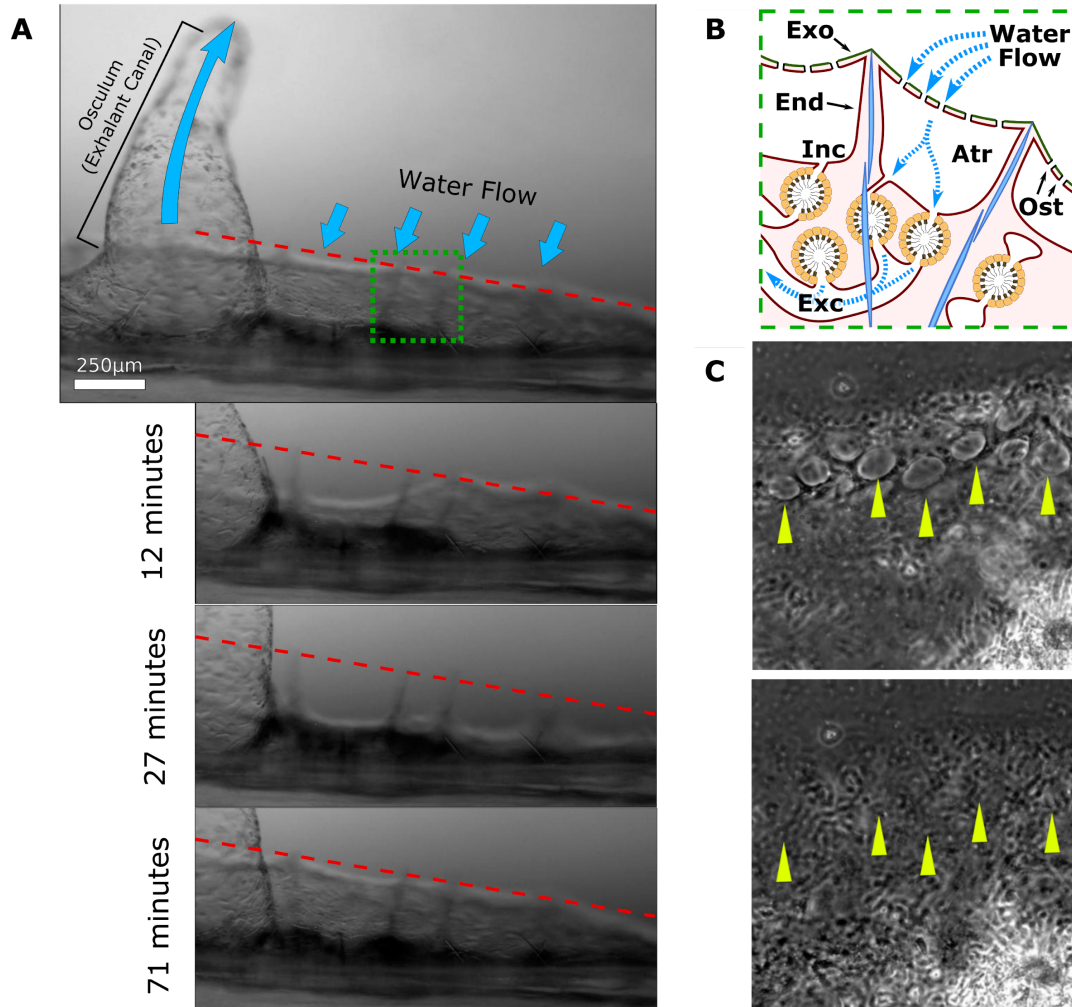 A
Osculum
(Exhalant Canal)
Water Flow
250µm
12 minutes
27 minutes
71 minutes
B
Exo
Water
Flow
End
Inc
Atr
Ost
Exc
C